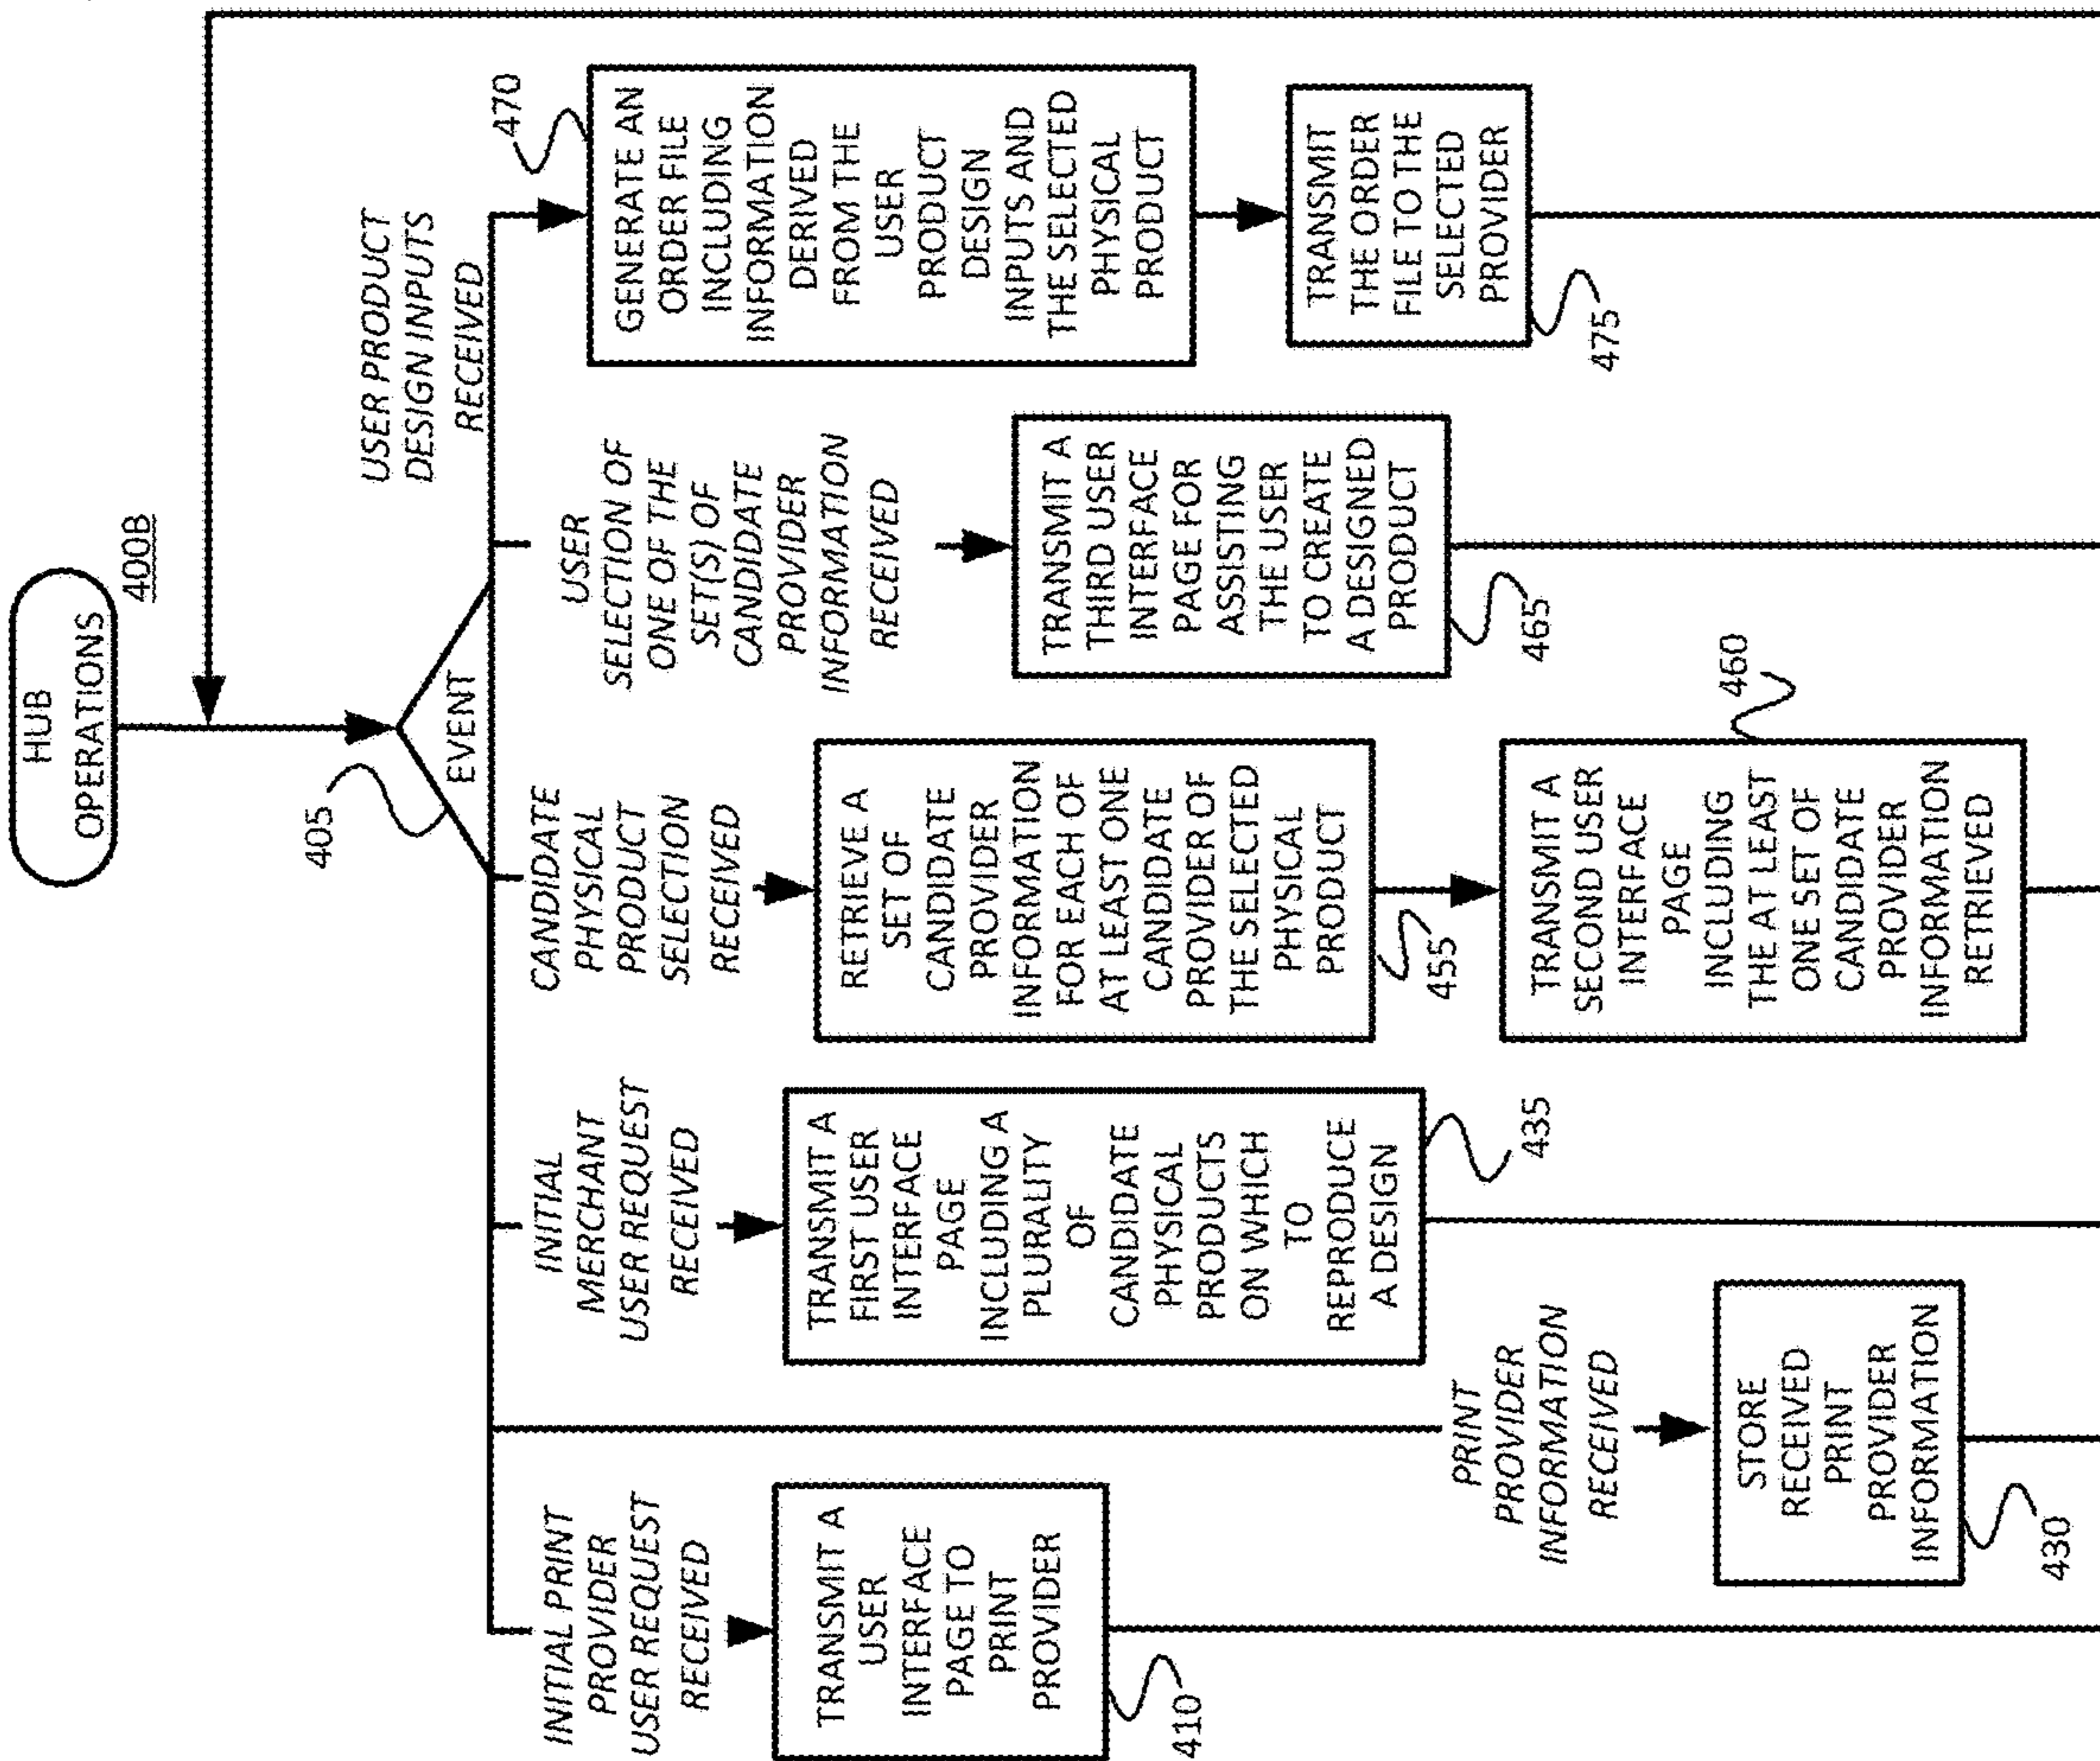 HUB
OPERATIONS
400B
405
EVENT
INITIAL PRINT
PROVIDER
USER REQUEST
RECEIVED
TRANSMIT A
USER
INTERFACE
PAGE TO
PRINT
PROVIDER
410
PRINT
PROVIDER
INFORMATION
RECEIVED
STORE
RECEIVED
PRINT
PROVIDER
INFORMATION
430
INITIAL
MERCHANT
USER REQUEST
RECEIVED
TRANSMIT A
FIRST USER
INTERFACE
PAGE
INCLUDING A
PLURALITY
OF
CANDIDATE
PHYSICAL
PRODUCTS
ON WHICH
TO
REPRODUCE
A DESIGN
435
CANDIDATE
PHYSICAL
PRODUCT
SELECTION
RECEIVED
RETRIEVE A
SET OF
CANDIDATE
PROVIDER
INFORMATION
FOR EACH OF
AT LEAST ONE
CANDIDATE
PROVIDER OF
THE SELECTED
PHYSICAL
PRODUCT
455
TRANSMIT A
SECOND USER
INTERFACE
PAGE
INCLUDING
THE AT LEAST
ONE SET OF
CANDIDATE
PROVIDER
INFORMATION
RETRIEVED
460
USER
SELECTION OF
ONE OF THE
SET(S) OF
CANDIDATE
PROVIDER
INFORMATION
RECEIVED
TRANSMIT A
THIRD USER
INTERFACE
PAGE FOR
ASSISTING
THE USER
TO CREATE
A DESIGNED
PRODUCT
465
USER PRODUCT
DESIGN INPUTS
RECEIVED
470
GENERATE AN
ORDER FILE
INCLUDING
INFORMATION
DERIVED
FROM THE
USER
PRODUCT
DESIGN
INPUTS AND
THE SELECTED
PHYSICAL
PRODUCT
TRANSMIT
THE ORDER
FILE TO THE
SELECTED
PROVIDER
475